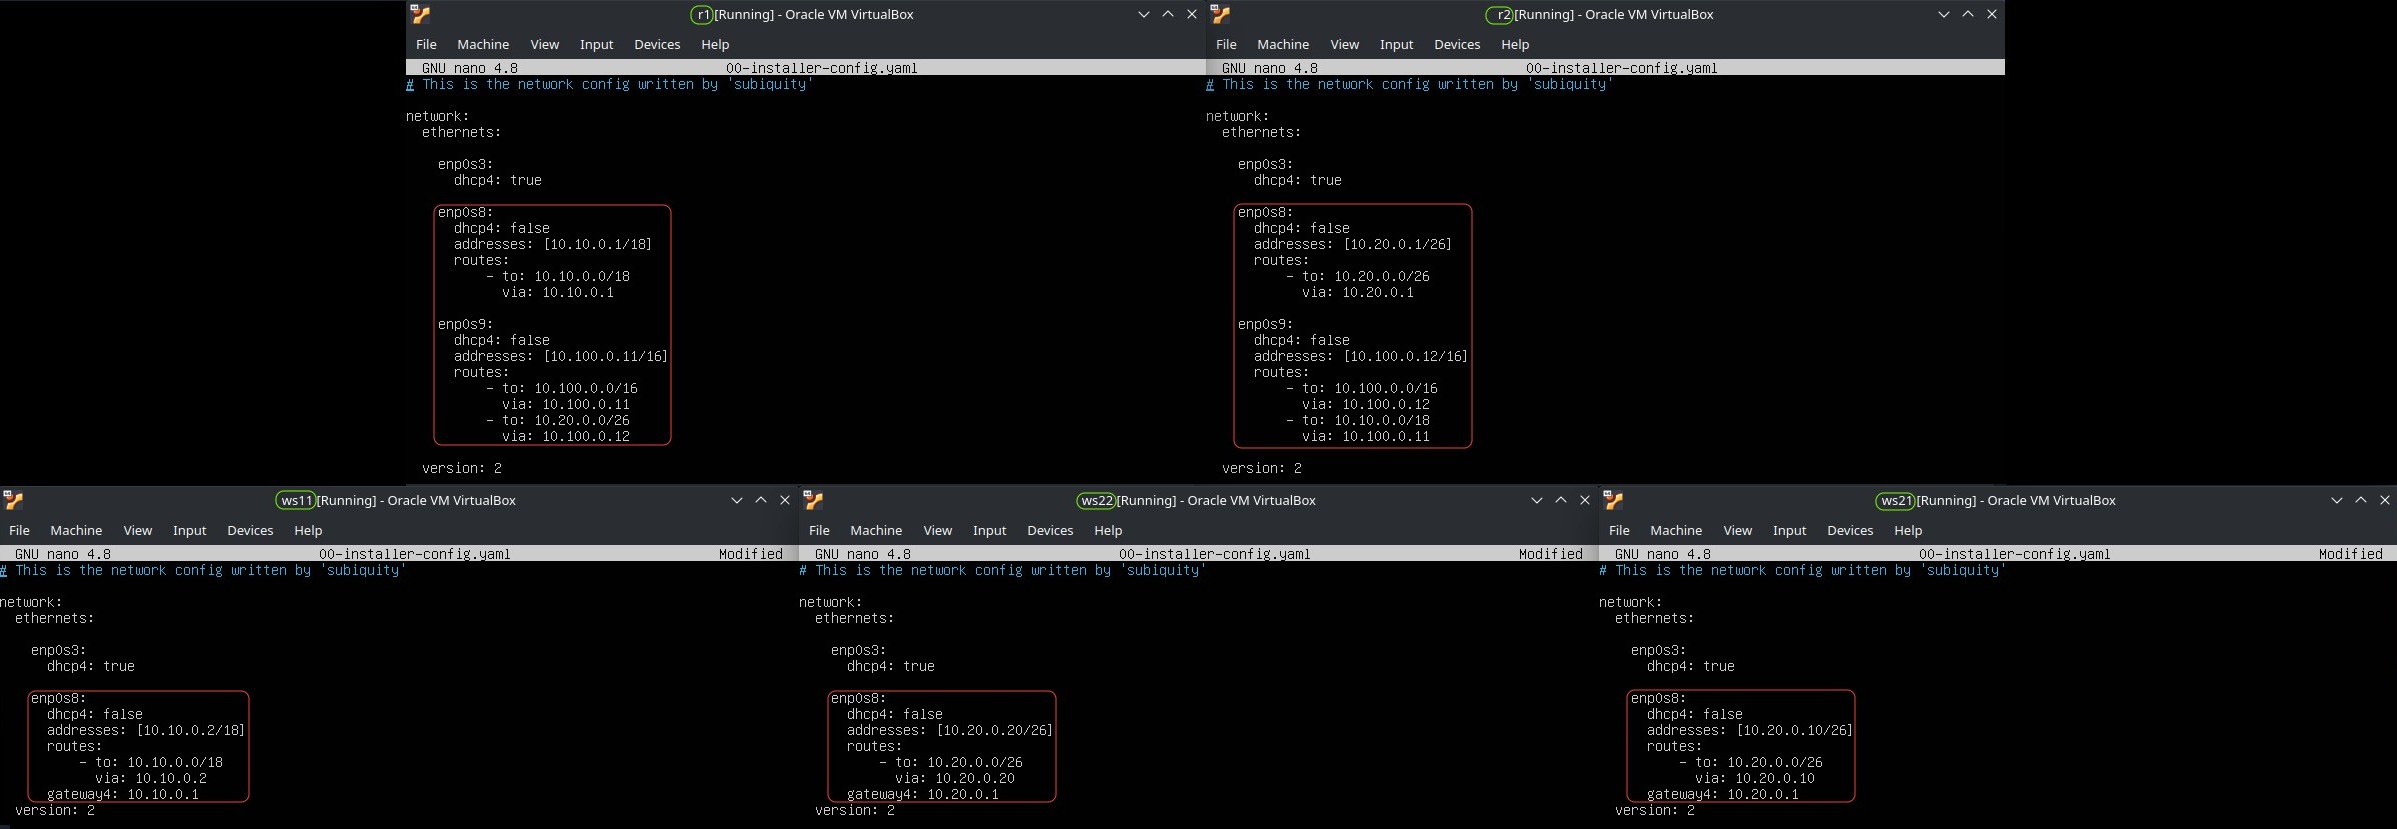 r1 [Running] - Oracle VM VirtualBox
File Machine View Input Devices Help
GNU nano 4.8 00-installer-config.yaml
# This is the network config written by 'subiquity'
network:
ethernets:
enp0s3:
dhcp4: true
enp0s8:
dhcp4: false
addresses: [10.10.0.1/18]
routes:
- to: 10.10.0.0/18
via: 10.10.0.1
enp0s9:
dhcp4: false
addresses: [10.100.0.11/16]
routes:
- to: 10.100.0.0/16
via: 10.100.0.11
- to: 10.20.0.0/26
via: 10.100.0.12
version: 2
r2 [Running] - Oracle VM VirtualBox
File Machine View Input Devices Help
GNU nano 4.8 00-installer-config.yaml
# This is the network config written by 'subiquity'
network:
ethernets:
enp0s3:
dhcp4: true
enp0s8:
dhcp4: false
addresses: [10.20.0.1/26]
routes:
- to: 10.20.0.0/26
via: 10.20.0.1
enp0s9:
dhcp4: false
addresses: [10.100.0.12/16]
routes:
- to: 10.100.0.0/16
via: 10.100.0.12
- to: 10.10.0.0/18
via: 10.100.0.11
version: 2
ws11 [Running] - Oracle VM VirtualBox
File Machine View Input Devices Help
GNU nano 4.8 00-installer-config.yaml Modified
# This is the network config written by 'subiquity'
network:
ethernets:
enp0s3:
dhcp4: true
enp0s8:
dhcp4: false
addresses: [10.10.0.2/18]
routes:
- to: 10.10.0.0/18
via: 10.10.0.2
gateway4: 10.10.0.1
version: 2
ws22 [Running] - Oracle VM VirtualBox
File Machine View Input Devices Help
GNU nano 4.8 00-installer-config.yaml Modified
# This is the network config written by 'subiquity'
network:
ethernets:
enp0s3:
dhcp4: true
enp0s8:
dhcp4: false
addresses: [10.20.0.20/26]
routes:
- to: 10.20.0.0/26
via: 10.20.0.20
gateway4: 10.20.0.1
version: 2
ws21 [Running] - Oracle VM VirtualBox
File Machine View Input Devices Help
GNU nano 4.8 00-installer-config.yaml Modified
# This is the network config written by 'subiquity'
network:
ethernets:
enp0s3:
dhcp4: true
enp0s8:
dhcp4: false
addresses: [10.20.0.10/26]
routes:
- to: 10.20.0.0/26
via: 10.20.0.10
gateway4: 10.20.0.1
version: 2